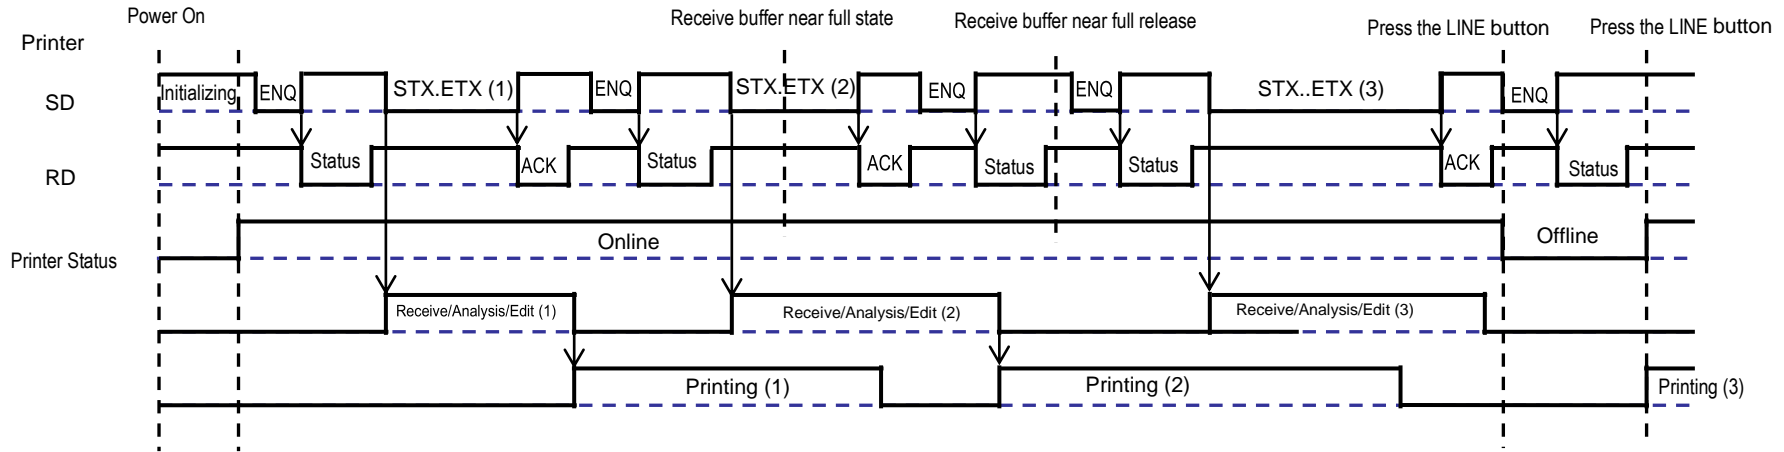 Power On
Receive buffer near full state
Receive buffer near full release
Press the LINE button
Press the LINE button
Printer
SD
Initializing
ENQ
STX.ETX (1)
ENQ
STX.ETX (2)
ENQ
ENQ
STX..ETX (3)
ENQ
RD
Status
ACK
Status
ACK
Status
Status
ACK
Status
Printer Status
Online
Offline
Receive/Analysis/Edit (1)
Receive/Analysis/Edit (2)
Receive/Analysis/Edit (3)
Printing (1)
Printing (2)
Printing (3)